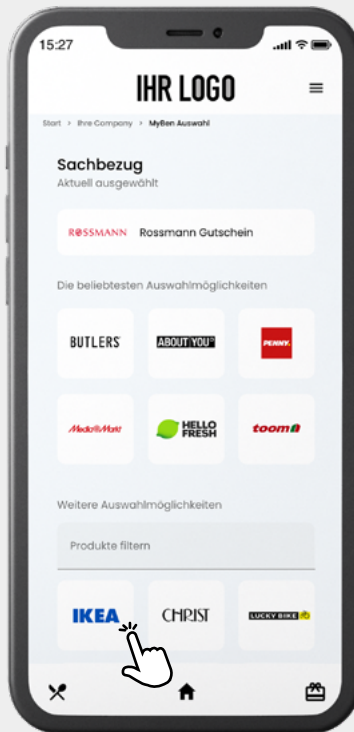 15:27
IHR LOGO
Start > Ihre Company > MyBen Auswahl
Sachbezug
Aktuell ausgewählt
ROSSMANN Rossmann Gutschein
Die beliebtesten Auswahlmöglichkeiten
BUTLERS ABOUT YOU PENNY.
MediaMarkt HELLO FRESH toom
Weitere Auswahlmöglichkeiten
Produkte filtern
IKEA CHRIST LUCKY BIKE